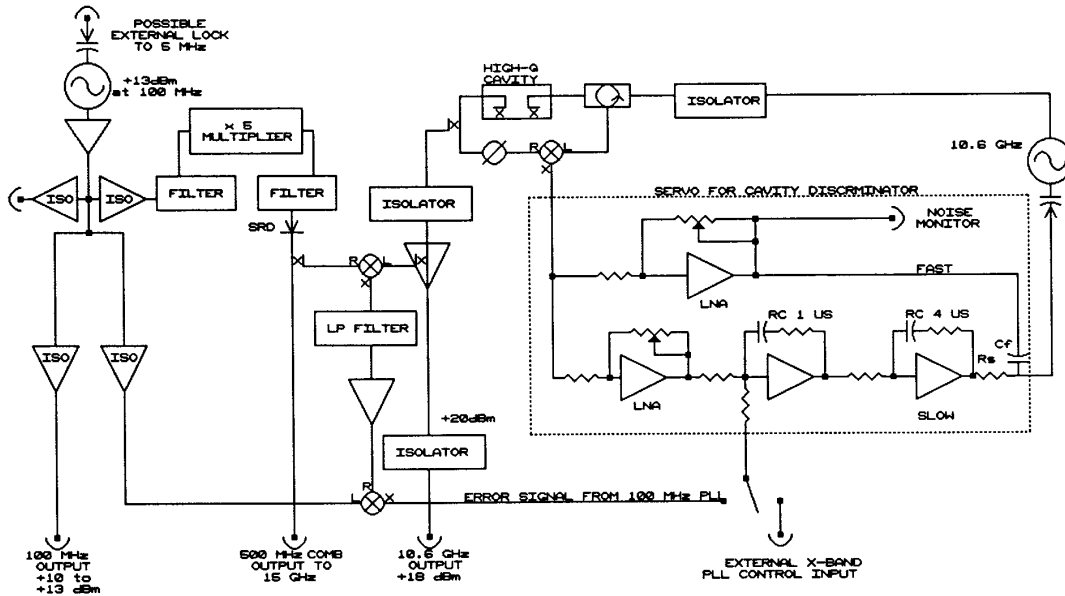 POSSIBLE
EXTERNAL LOCK
TO 5 MHz
+13dBm
at 100 MHz
x 5
MULTIPLIER
ISO
ISO
FILTER
FILTER
SRD
HIGH-Q
CAVITY
ISOLATOR
10.6 GHz
R
L
X
ISOLATOR
SERVO FOR CAVITY DISCRMINATOR
NOISE
MONITOR
R
L
X
LNA
FAST
LP FILTER
RC 1 US
RC 4 US
Cf
Rs
ISO
ISO
LNA
SLOW
+20dBm
ISOLATOR
R
L
X
ERROR SIGNAL FROM 100 MHz PLL
100 MHz
OUTPUT
+10 to
+13 dBm
500 MHz COMB
OUTPUT TO
15 GHz
10.6 GHz
OUTPUT
+18 dBm
EXTERNAL X-BAND
PLL CONTROL INPUT